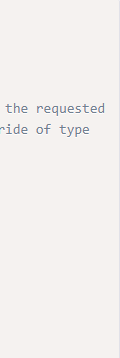 the requested
ride of type